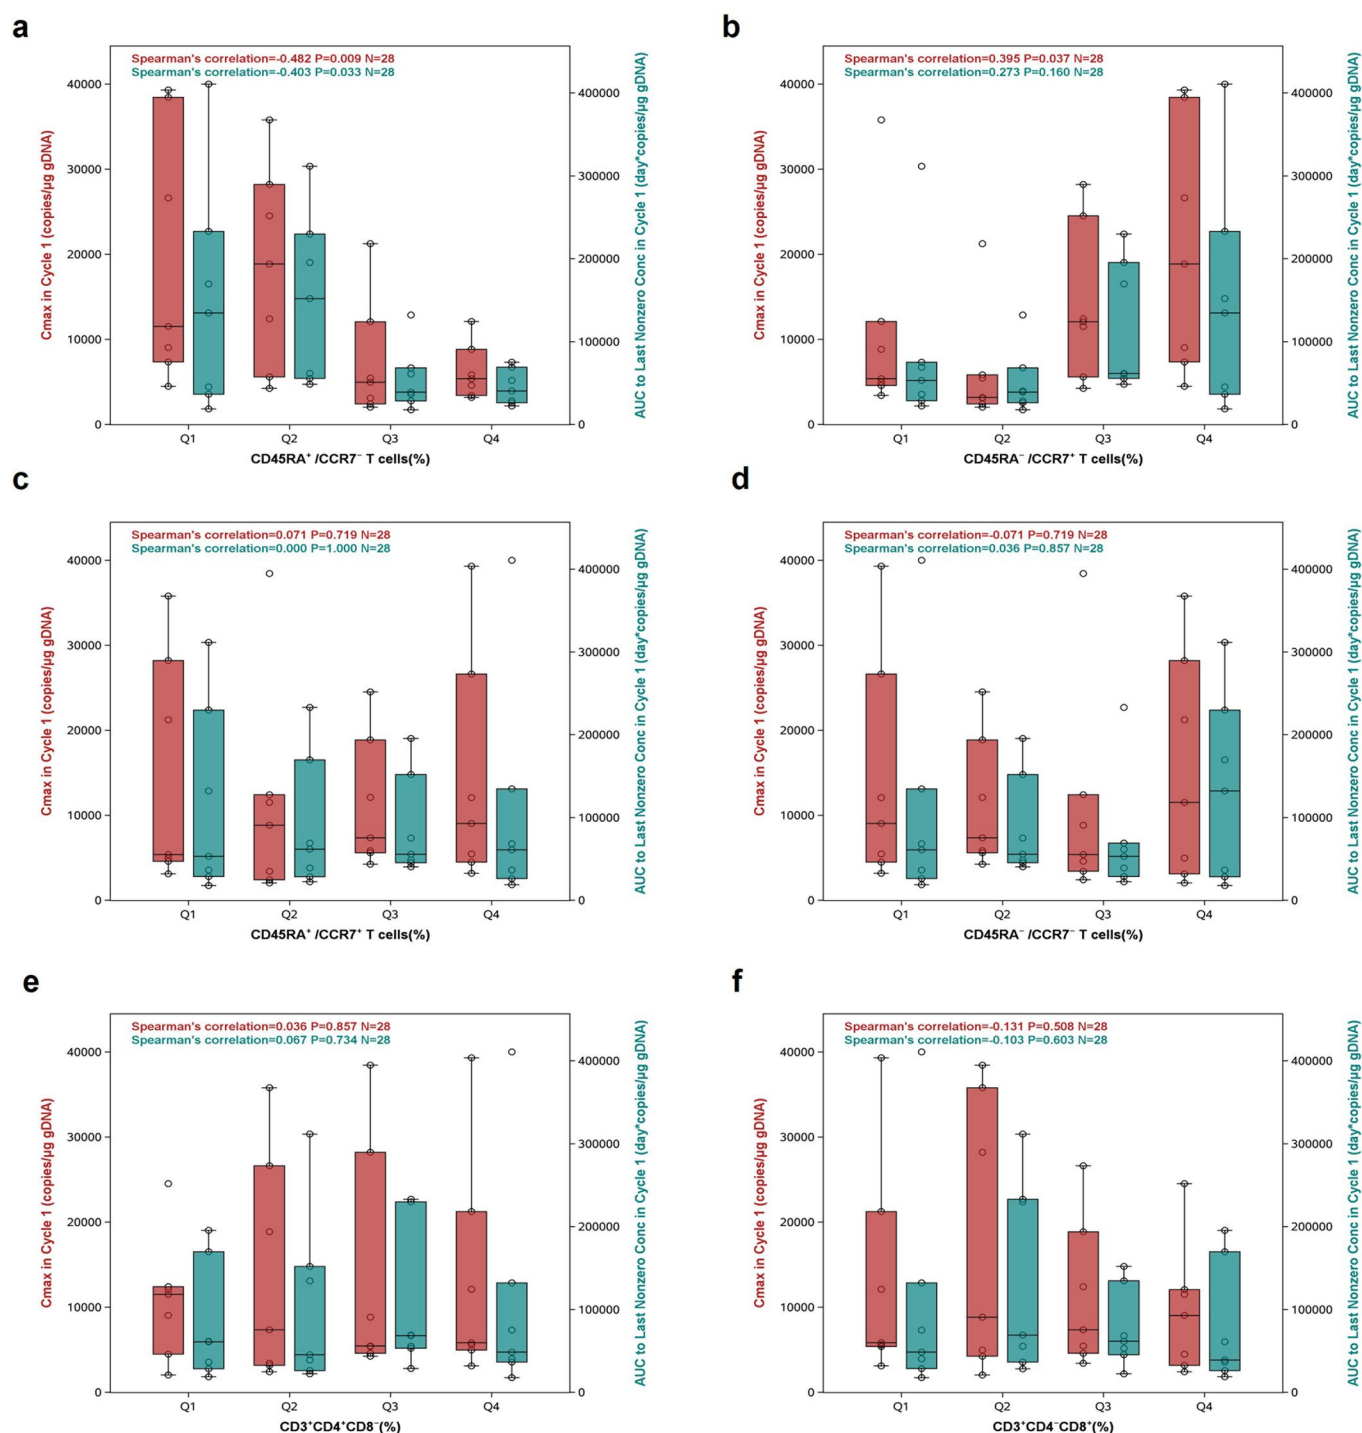 a
Spearman's correlation=-0.482 P=0.009 N=28
Spearman's correlation=-0.403 P=0.033 N=28
Cmax in Cycle 1 (copies/µg gDNA)
40000
30000
20000
10000
0
AUC to Last Nonzero Conc in Cycle 1 (day*copies/µg gDNA)
400000
300000
200000
100000
0
Q1 Q2 Q3 Q4
CD45RA⁺ /CCR7⁻ T cells(%)
b
Spearman's correlation=0.395 P=0.037 N=28
Spearman's correlation=0.273 P=0.160 N=28
Cmax in Cycle 1 (copies/µg gDNA)
40000
30000
20000
10000
0
AUC to Last Nonzero Conc in Cycle 1 (day*copies/µg gDNA)
400000
300000
200000
100000
0
Q1 Q2 Q3 Q4
CD45RA⁻ /CCR7⁺ T cells(%)
c
Spearman's correlation=0.071 P=0.719 N=28
Spearman's correlation=0.000 P=1.000 N=28
Cmax in Cycle 1 (copies/µg gDNA)
40000
30000
20000
10000
0
AUC to Last Nonzero Conc in Cycle 1 (day*copies/µg gDNA)
400000
300000
200000
100000
0
Q1 Q2 Q3 Q4
CD45RA⁺ /CCR7⁺ T cells(%)
d
Spearman's correlation=-0.071 P=0.719 N=28
Spearman's correlation=0.036 P=0.857 N=28
Cmax in Cycle 1 (copies/µg gDNA)
40000
30000
20000
10000
0
AUC to Last Nonzero Conc in Cycle 1 (day*copies/µg gDNA)
400000
300000
200000
100000
0
Q1 Q2 Q3 Q4
CD45RA⁻ /CCR7⁻ T cells(%)
e
Spearman's correlation=0.036 P=0.857 N=28
Spearman's correlation=0.067 P=0.734 N=28
Cmax in Cycle 1 (copies/µg gDNA)
40000
30000
20000
10000
0
AUC to Last Nonzero Conc in Cycle 1 (day*copies/µg gDNA)
400000
300000
200000
100000
0
Q1 Q2 Q3 Q4
CD3⁺CD4⁺CD8⁻(%)
f
Spearman's correlation=-0.131 P=0.508 N=28
Spearman's correlation=-0.103 P=0.603 N=28
Cmax in Cycle 1 (copies/µg gDNA)
40000
30000
20000
10000
0
AUC to Last Nonzero Conc in Cycle 1 (day*copies/µg gDNA)
400000
300000
200000
100000
0
Q1 Q2 Q3 Q4
CD3⁺CD4⁻CD8⁺(%)